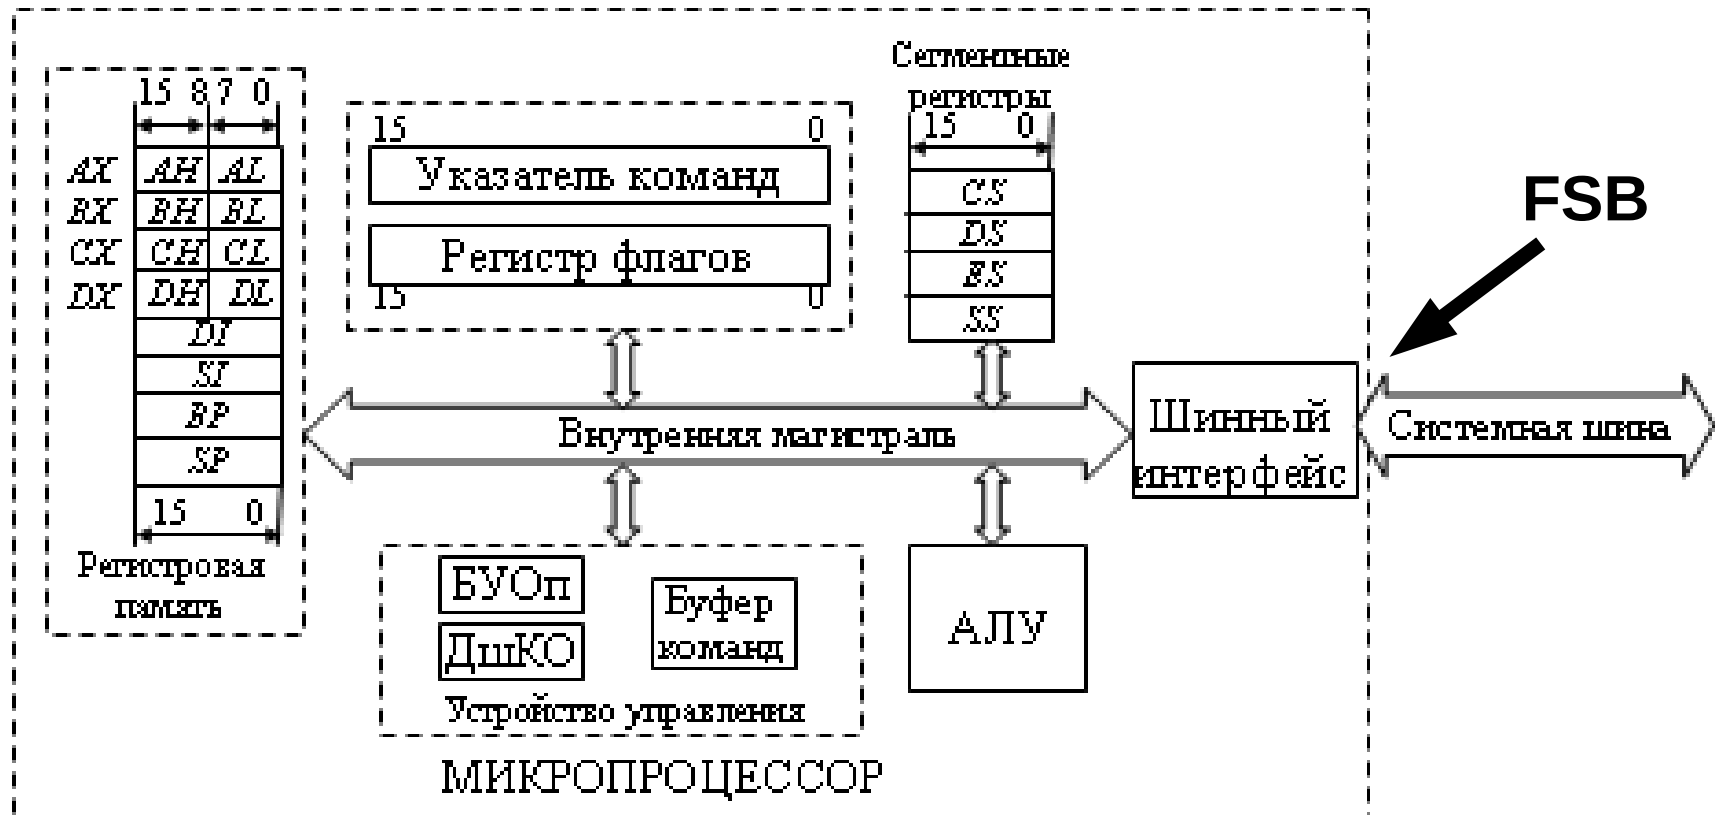 15 8 7 0
AX AH AL
BX BH BL
CX CH CL
DX DH DL
DI
SI
BP
SP
15 0
Регистровая
память
15 0
Указатель команд
Регистр флагов
15 0
Сегментные
регистры
15 0
CS
DS
ES
SS
FSB
Внутренняя магистраль
Шинный
интерфейс
Системная шина
БУОп
ДшКО
Буфер
команд
Устройство управления
АЛУ
МИКРОПРОЦЕССОР